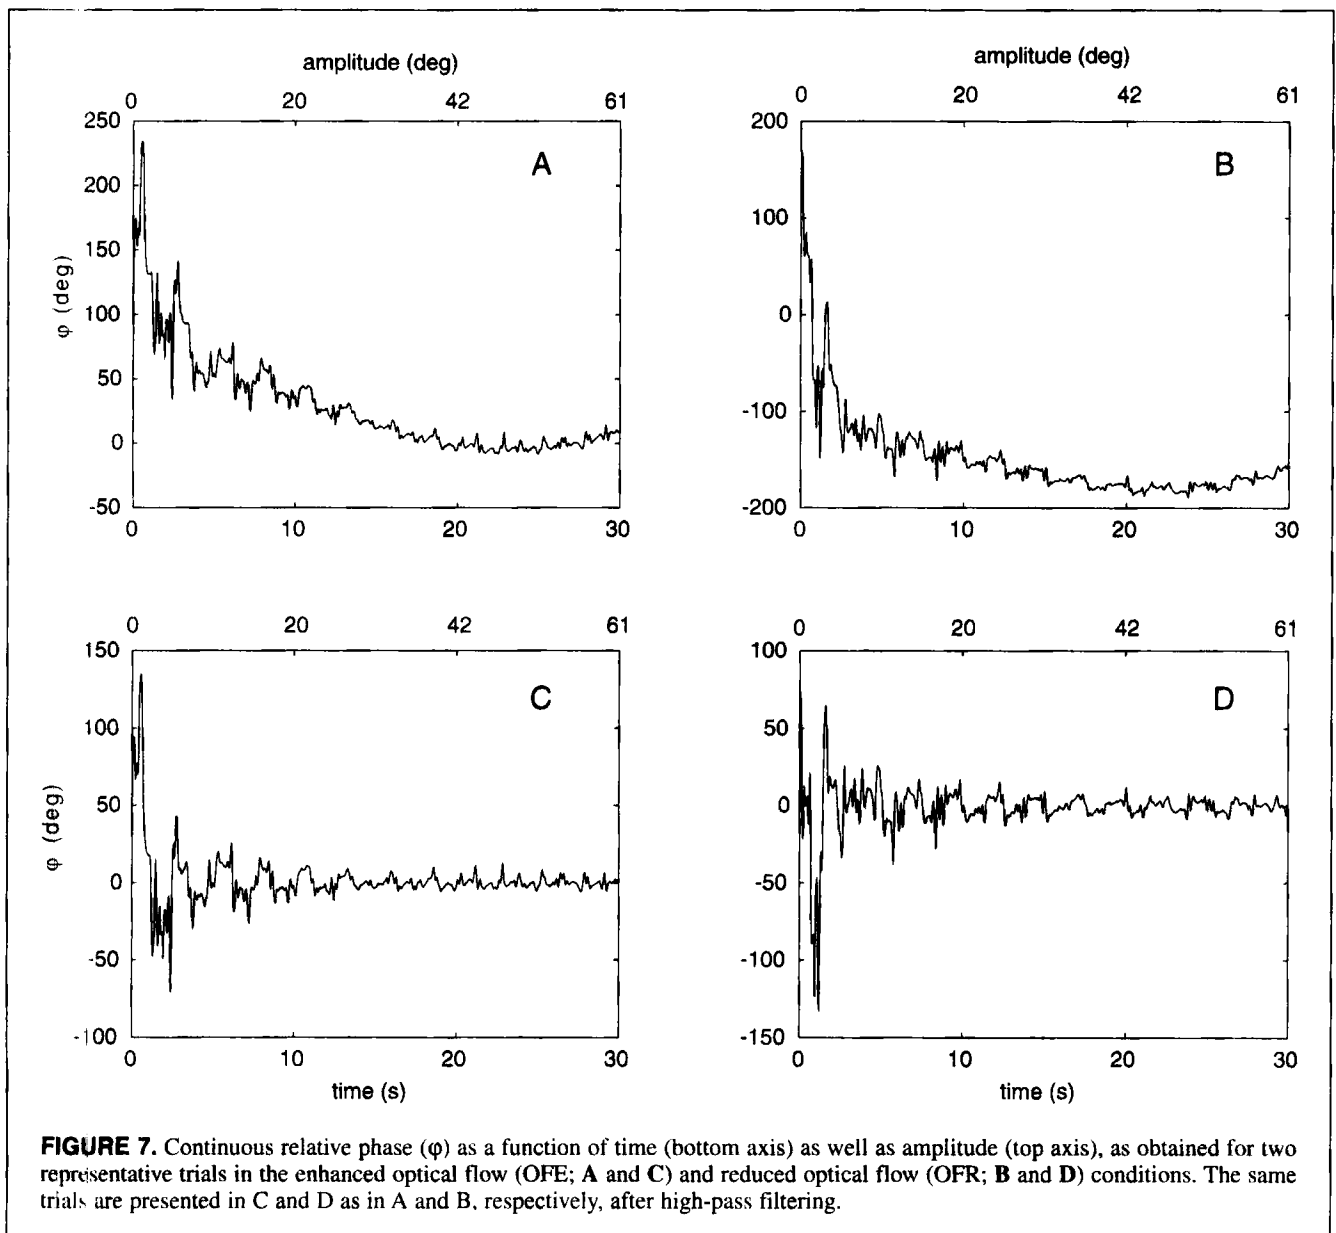 amplitude (deg)
0 20 42 61
250
200
150
100
50
0
-50
φ (deg)
A
0 10 20 30
amplitude (deg)
0 20 42 61
200
100
0
-100
-200
B
0 10 20 30
0 20 42 61
150
100
50
0
-50
-100
φ (deg)
C
0 10 20 30
time (s)
0 20 42 61
100
50
0
-50
-100
-150
D
0 10 20 30
time (s)
FIGURE 7. Continuous relative phase (φ) as a function of time (bottom axis) as well as amplitude (top axis), as obtained for two
representative trials in the enhanced optical flow (OFE; A and C) and reduced optical flow (OFR; B and D) conditions. The same
trials are presented in C and D as in A and B, respectively, after high-pass filtering.